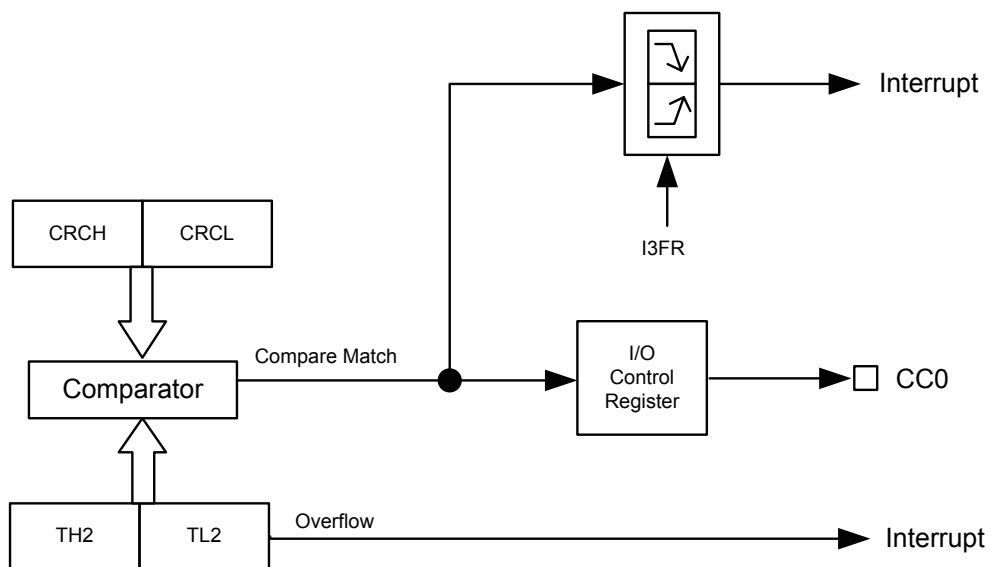 Interrupt
I3FR
CRCH
CRCL
Compare Match
I/O
Control
Register
CC0
Comparator
TH2
TL2
Overflow
Interrupt